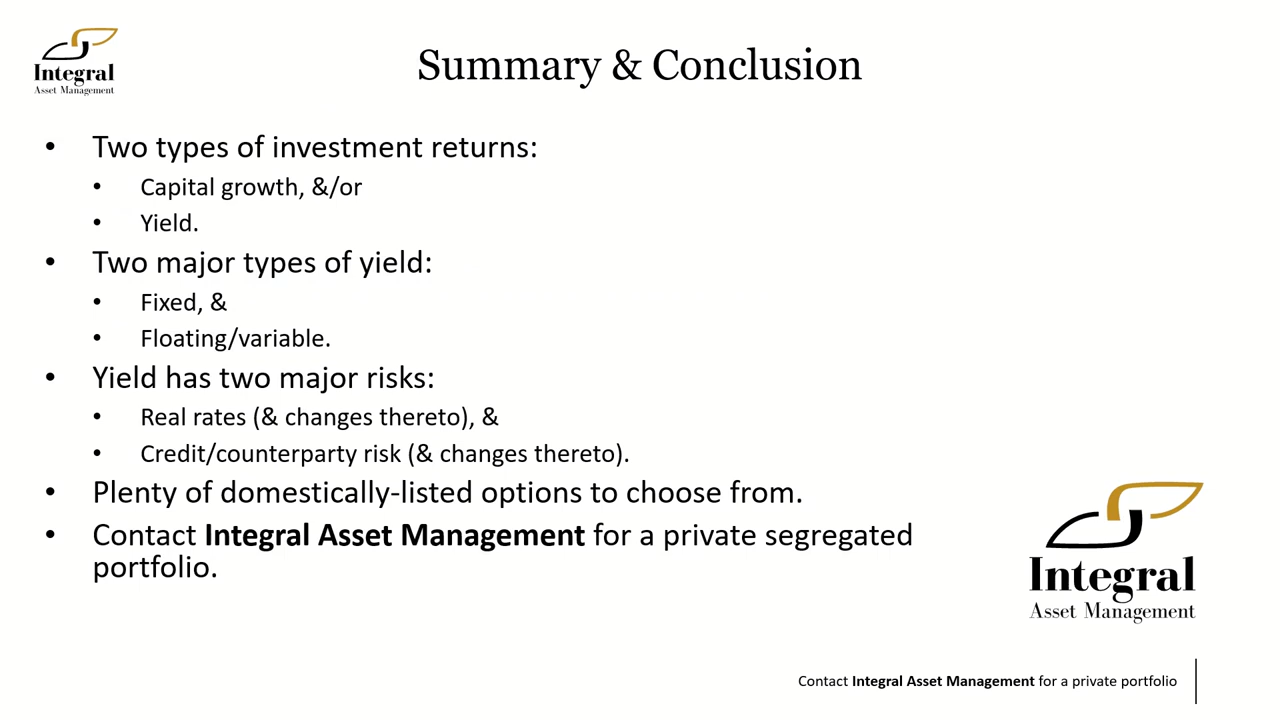 Integral
Asset Management
Summary & Conclusion
• Two types of investment returns:
• Capital growth, &/or
• Yield.
• Two major types of yield:
• Fixed, &
• Floating/variable.
• Yield has two major risks:
• Real rates (& changes thereto), &
• Credit/counterparty risk (& changes thereto).
• Plenty of domestically-listed options to choose from.
• Contact Integral Asset Management for a private segregated
portfolio.
Integral
Asset Management
Contact Integral Asset Management for a private portfolio